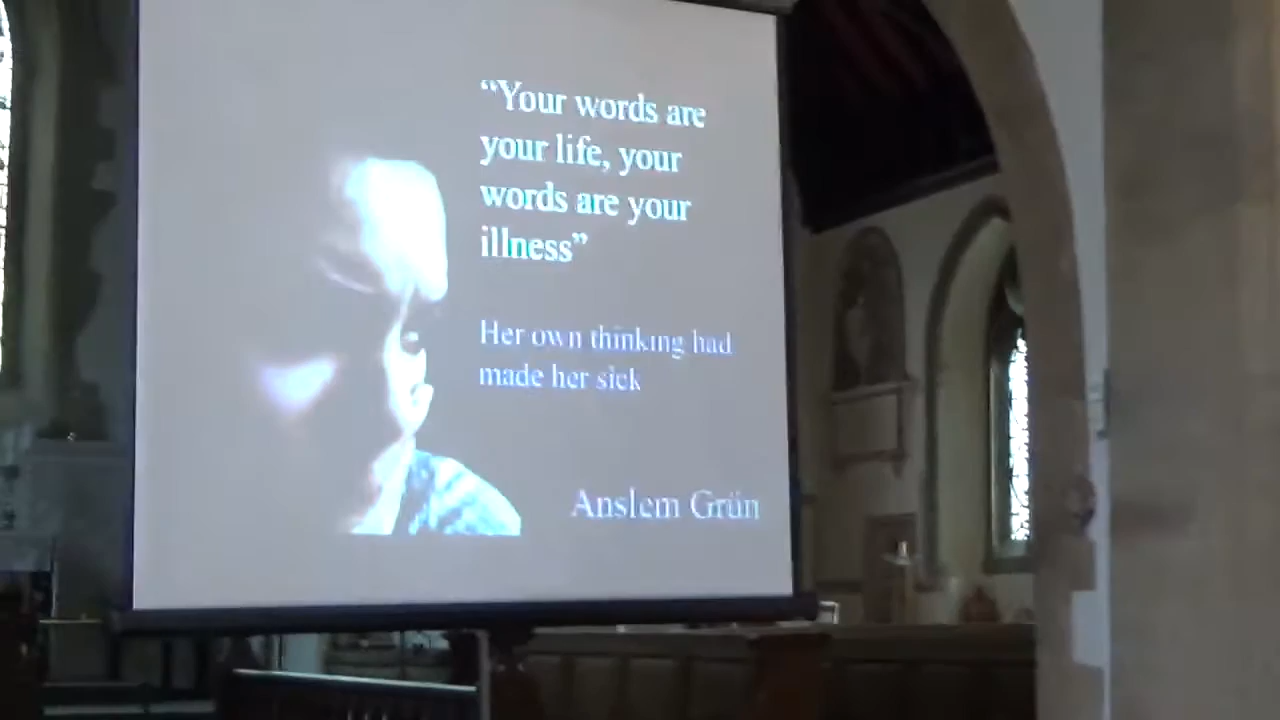 “Your words are
your life, your
words are your
illness”
Her own thinking had
made her sick
Anslem Grün